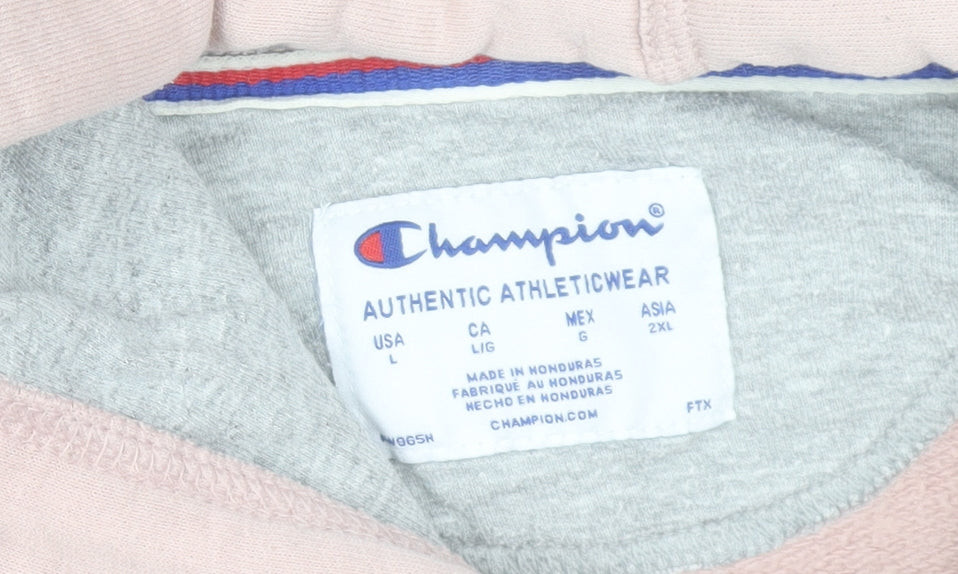 Champion®
AUTHENTIC ATHLETICWEAR
USA CA MEX ASIA
L L/G G 2XL
MADE IN HONDURAS
FABRIQUÉ AU HONDURAS
HECHO EN HONDURAS
CHAMPION.COM
FTX